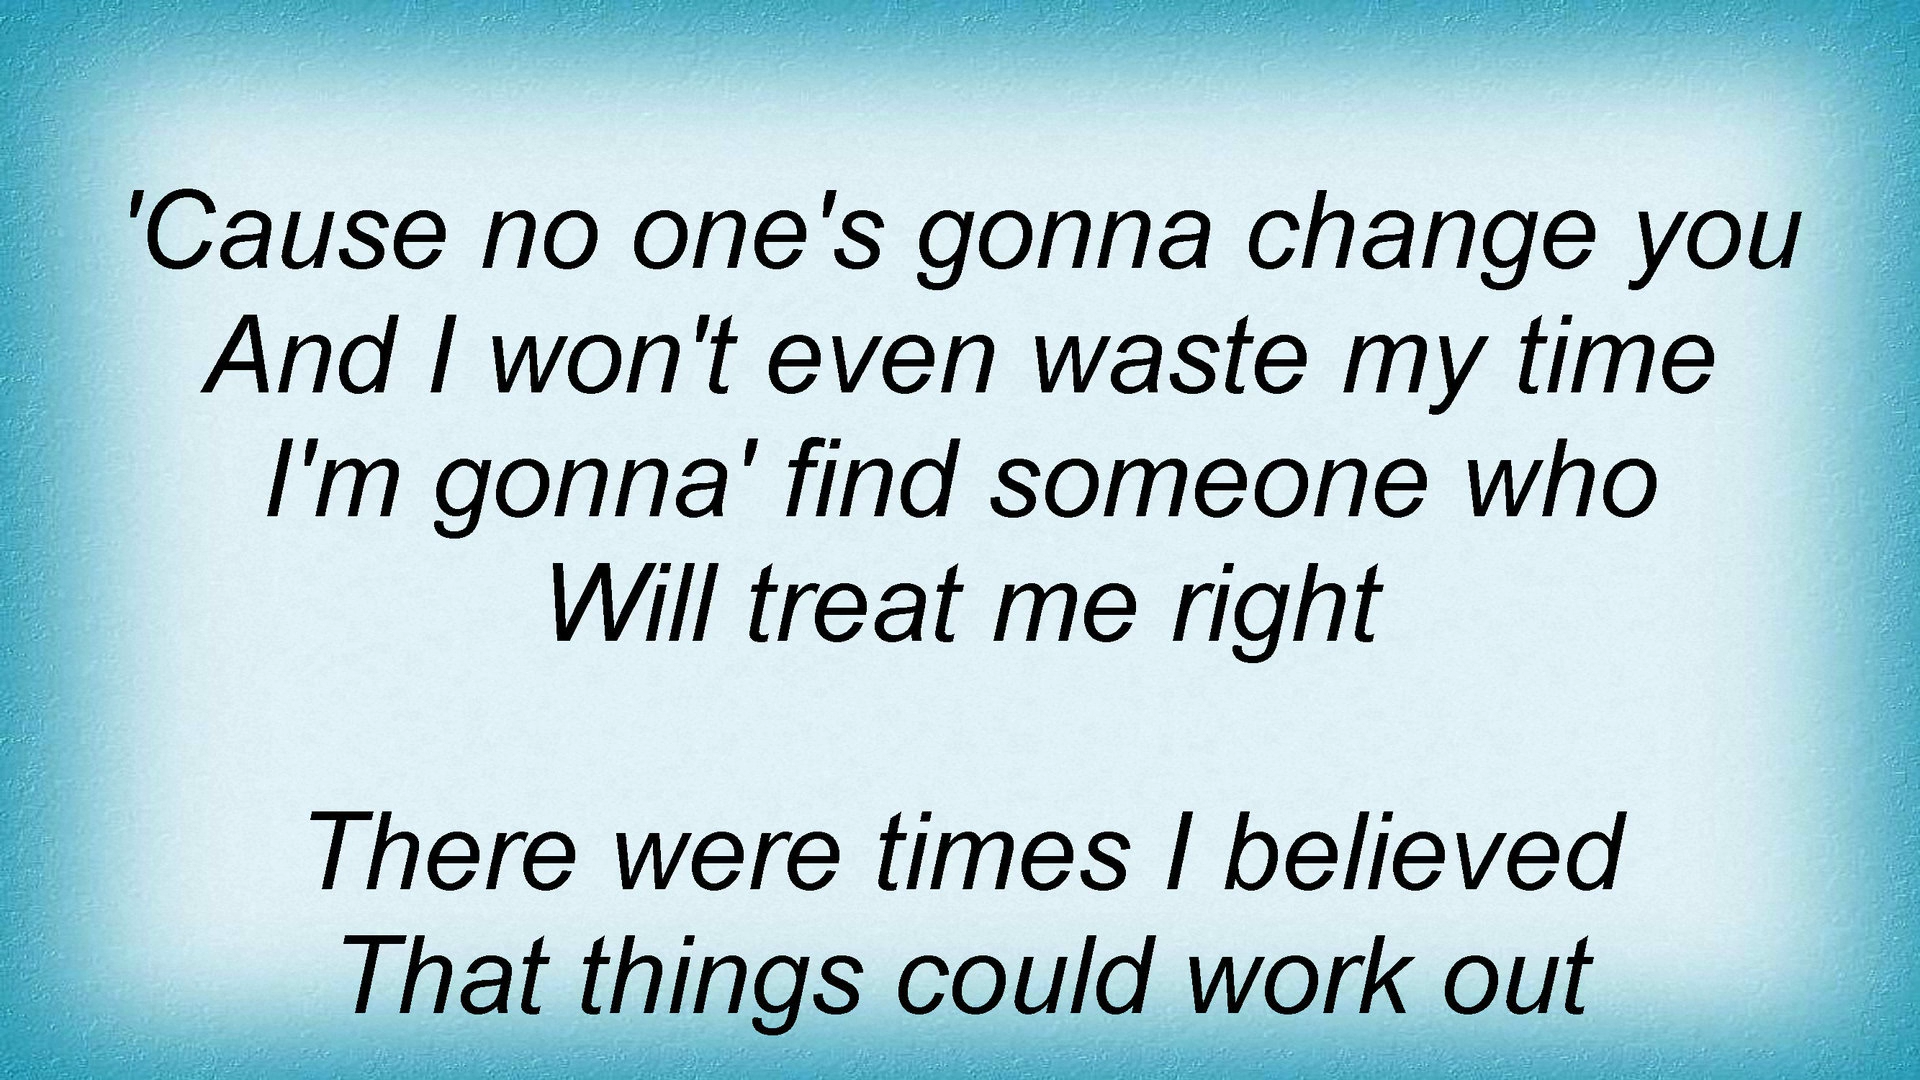 'Cause no one's gonna change you
And I won't even waste my time
I'm gonna' find someone who
Will treat me right
There were times I believed
That things could work out